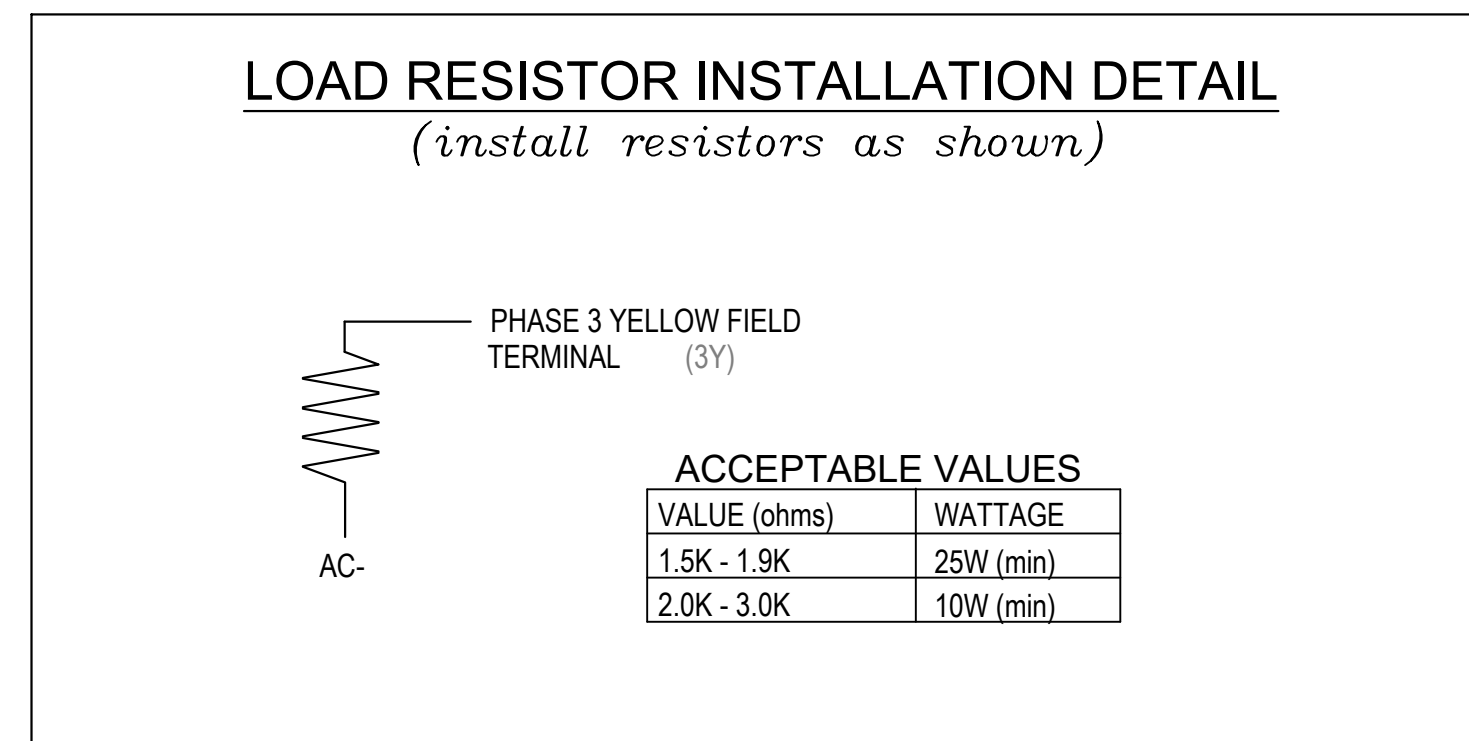 LOAD RESISTOR INSTALLATION DETAIL
(install resistors as shown)
PHASE 3 YELLOW FIELD
TERMINAL (3Y)
AC-
ACCEPTABLE VALUES
VALUE (ohms) WATTAGE
1.5K - 1.9K 25W (min)
2.0K - 3.0K 10W (min)